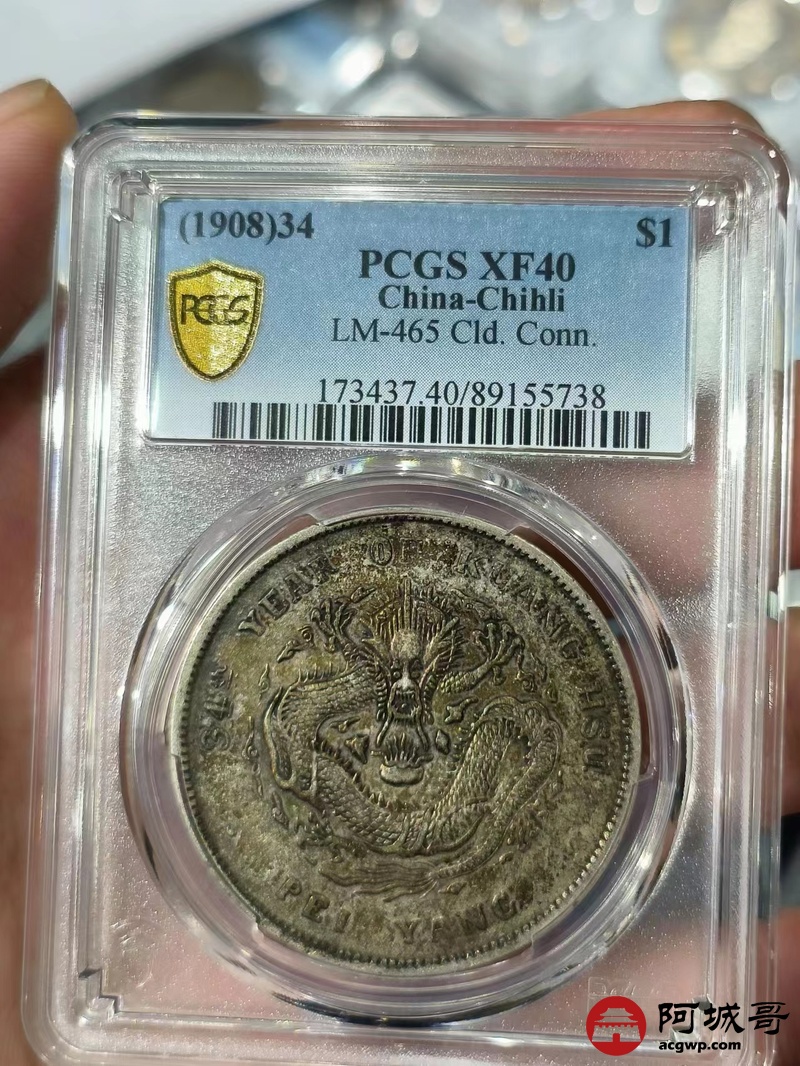 (1908)34 $1
PCGS XF40
China-Chihli
PCGS
LM-465 Cld. Conn.
173437.40/89155738
34TH YUAN OF KUANG HSU
PEI YANG
阿城哥
acgwp.com